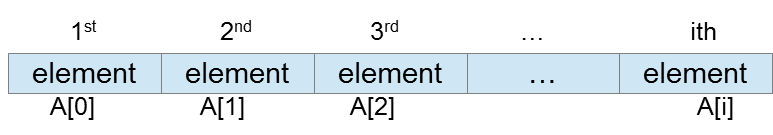 1st 2nd 3rd ... ith
element element element ... element
A[0] A[1] A[2] A[i]